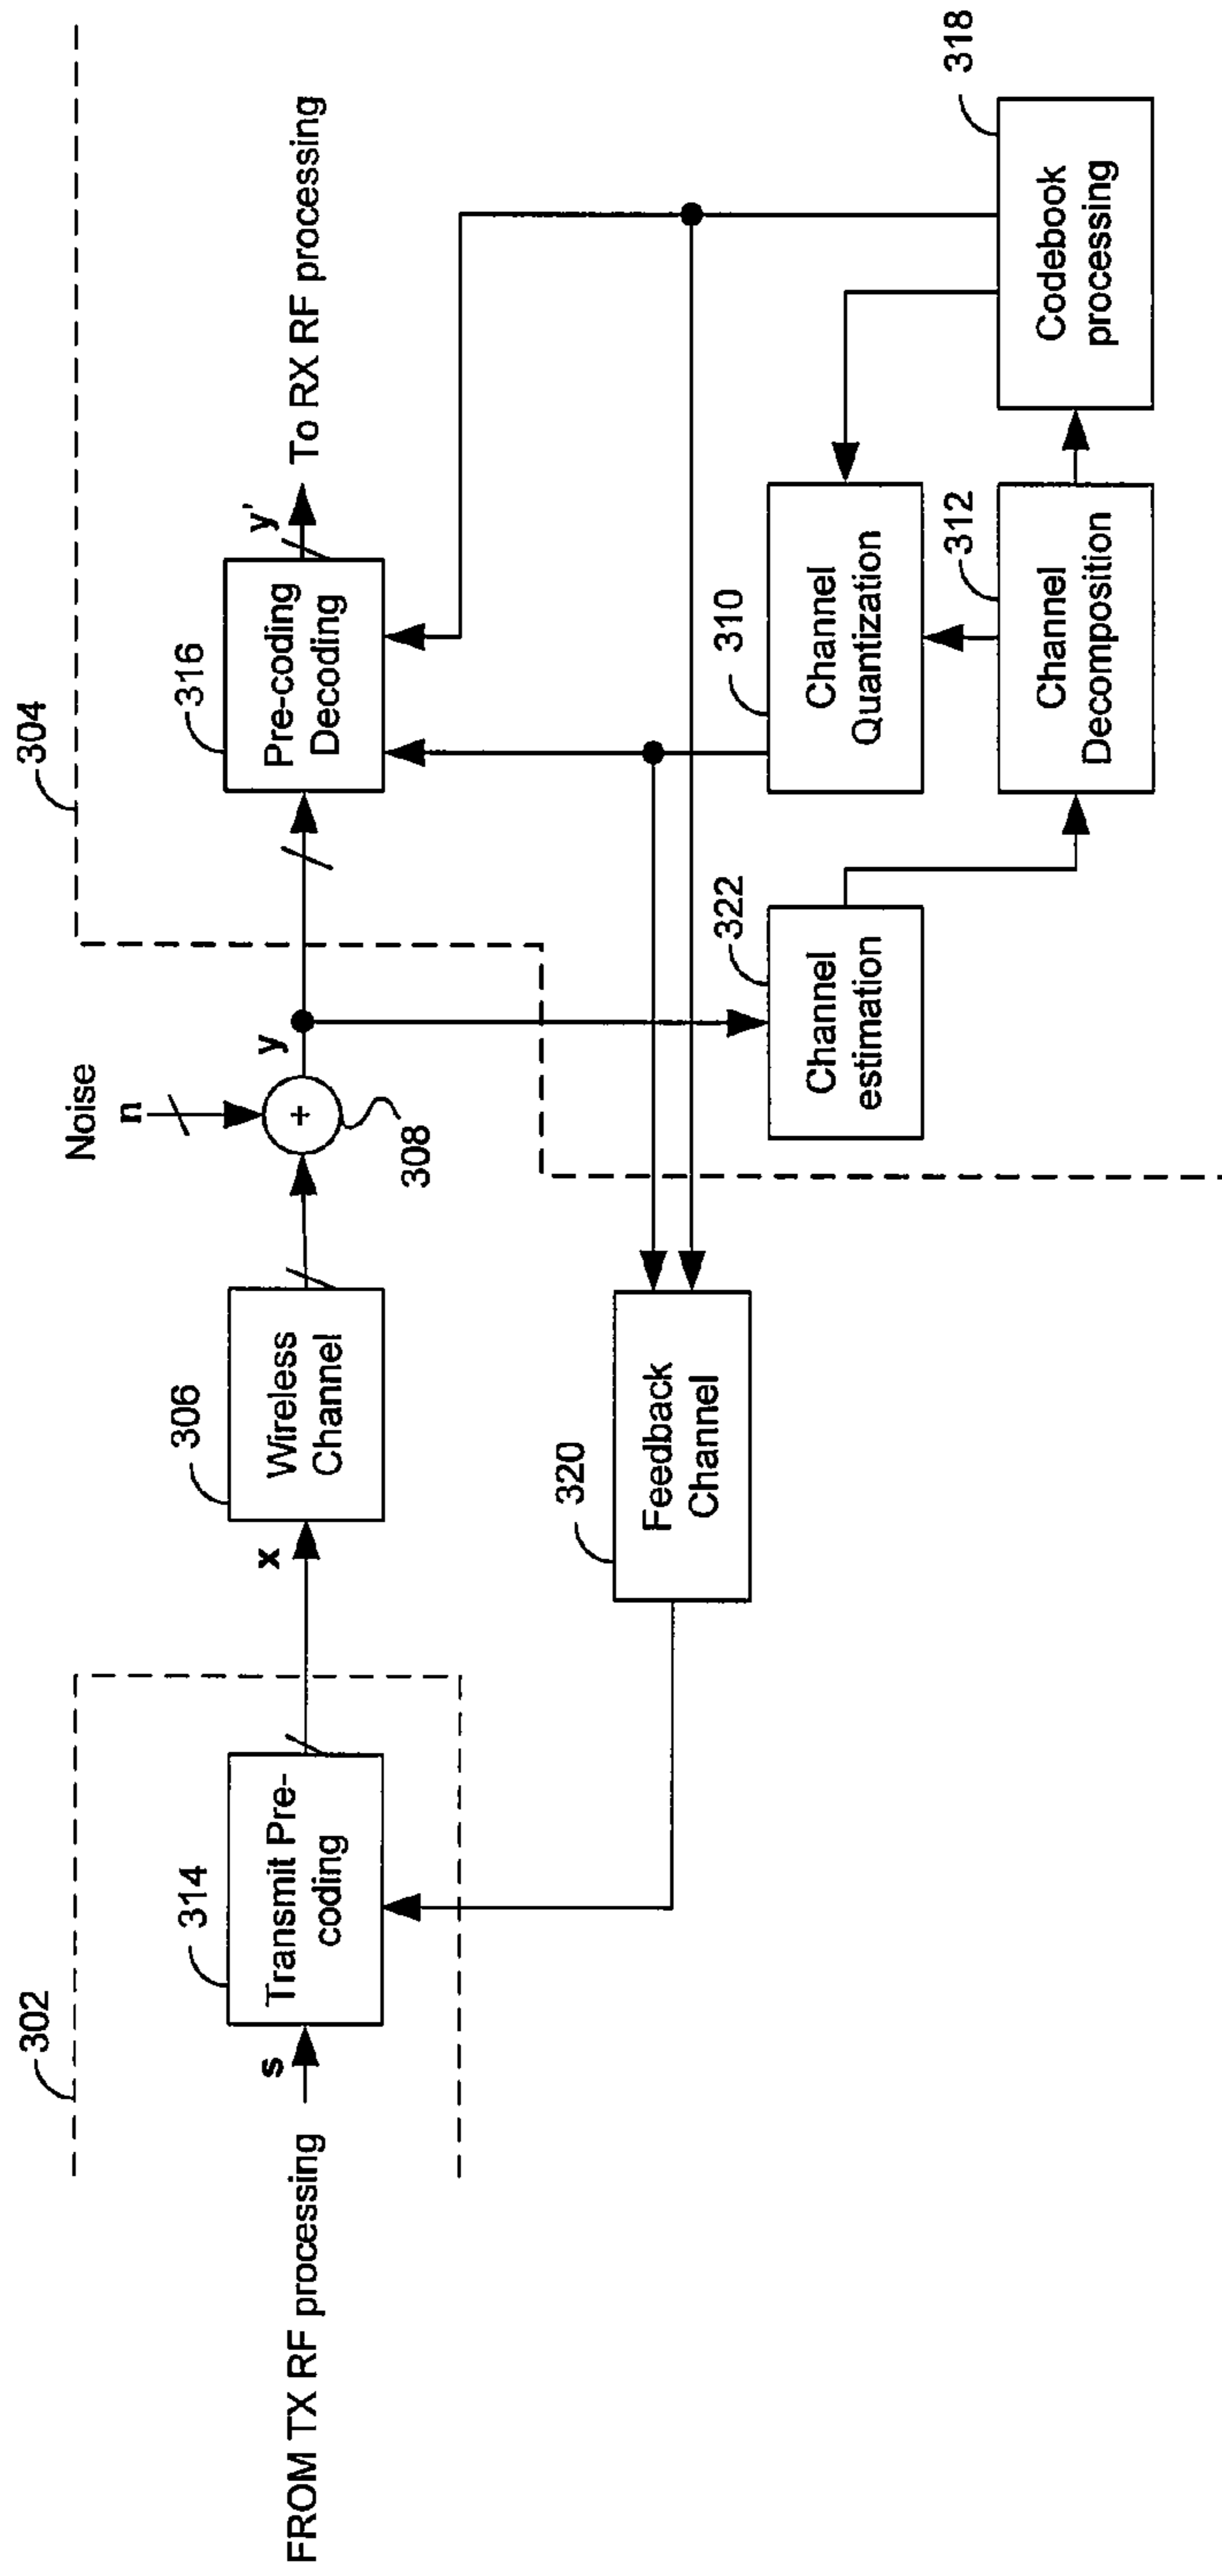 302
304
FROM TX RF processing
s
314
Transmit Pre-
coding
x
306
Wireless
Channel
Noise
n
+
308
y
316
Pre-coding
Decoding
y'
To RX RF processing
320
Feedback
Channel
322
Channel
estimation
310
Channel
Quantization
312
Channel
Decomposition
318
Codebook
processing